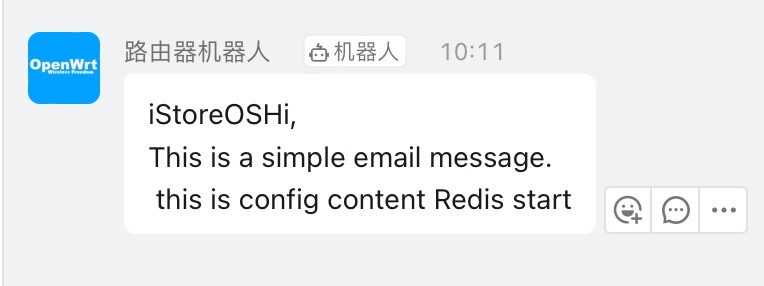 OpenWrt
Wireless Freedom
路由器机器人 机器人 10:11
iStoreOSHi,
This is a simple email message.
this is config content Redis start